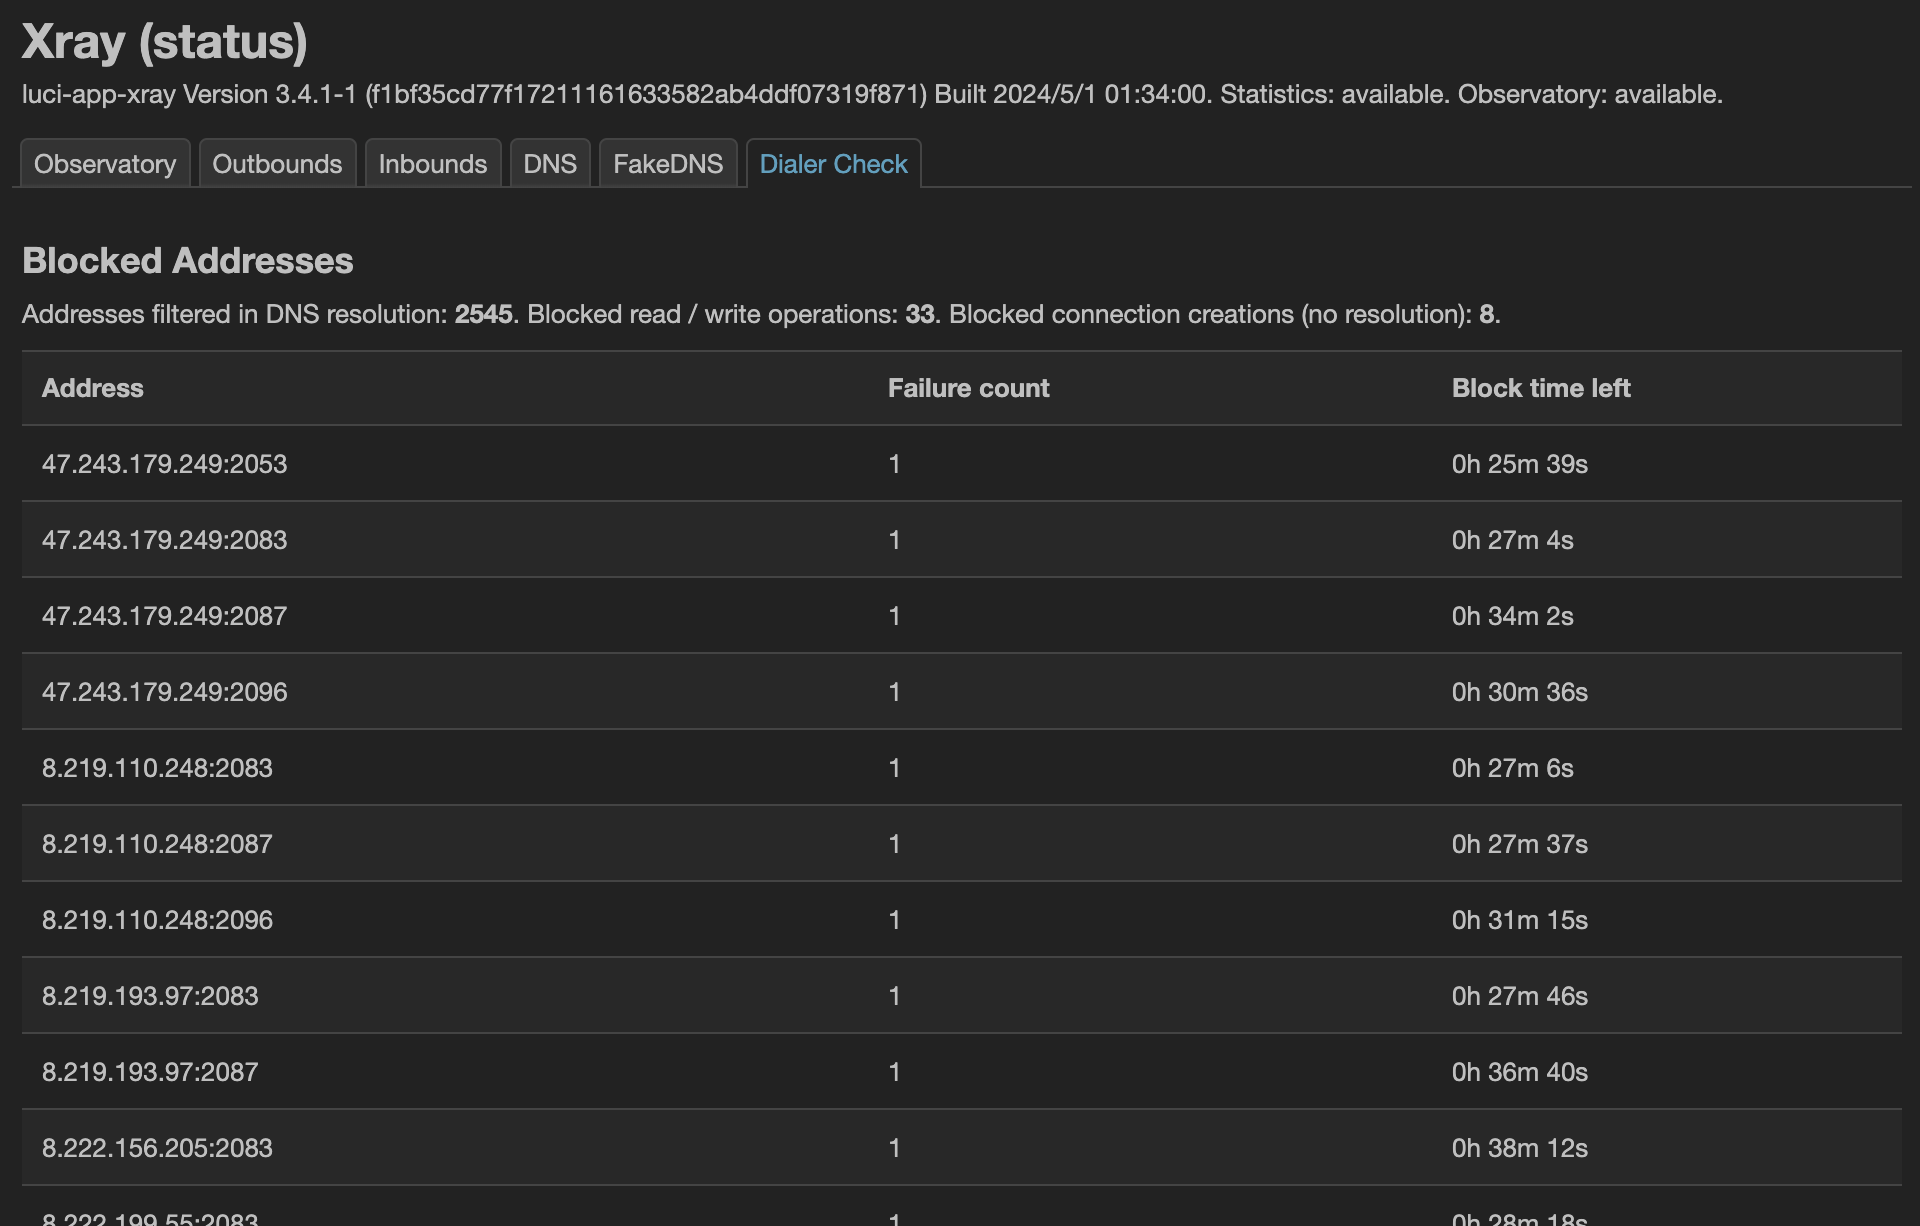 Xray (status)
luci-app-xray Version 3.4.1-1 (f1bf35cd77f17211161633582ab4ddf07319f871) Built 2024/5/1 01:34:00. Statistics: available. Observatory: available.
Observatory Outbounds Inbounds DNS FakeDNS Dialer Check
Blocked Addresses
Addresses filtered in DNS resolution: 2545. Blocked read / write operations: 33. Blocked connection creations (no resolution): 8.
Address Failure count Block time left
47.243.179.249:2053 1 0h 25m 39s
47.243.179.249:2083 1 0h 27m 4s
47.243.179.249:2087 1 0h 34m 2s
47.243.179.249:2096 1 0h 30m 36s
8.219.110.248:2083 1 0h 27m 6s
8.219.110.248:2087 1 0h 27m 37s
8.219.110.248:2096 1 0h 31m 15s
8.219.193.97:2083 1 0h 27m 46s
8.219.193.97:2087 1 0h 36m 40s
8.222.156.205:2083 1 0h 38m 12s
8.222.199.55:2083 1 0h 28m 18s